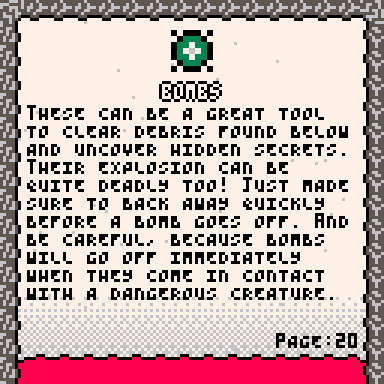 BOMBS
THESE CAN BE A GREAT TOOL
TO CLEAR DEBRIS FOUND BELOW
AND UNCOVER HIDDEN SECRETS.
THEIR EXPLOSION CAN BE
QUITE DEADLY TOO! JUST MADE
SURE TO BACK AWAY QUICKLY
BEFORE A BOMB GOES OFF. AND
BE CAREFUL, BECAUSE BOMBS
WILL GO OFF IMMEDIATELY
WHEN THEY COME IN CONTACT
WITH A DANGEROUS CREATURE.
PAGE:20